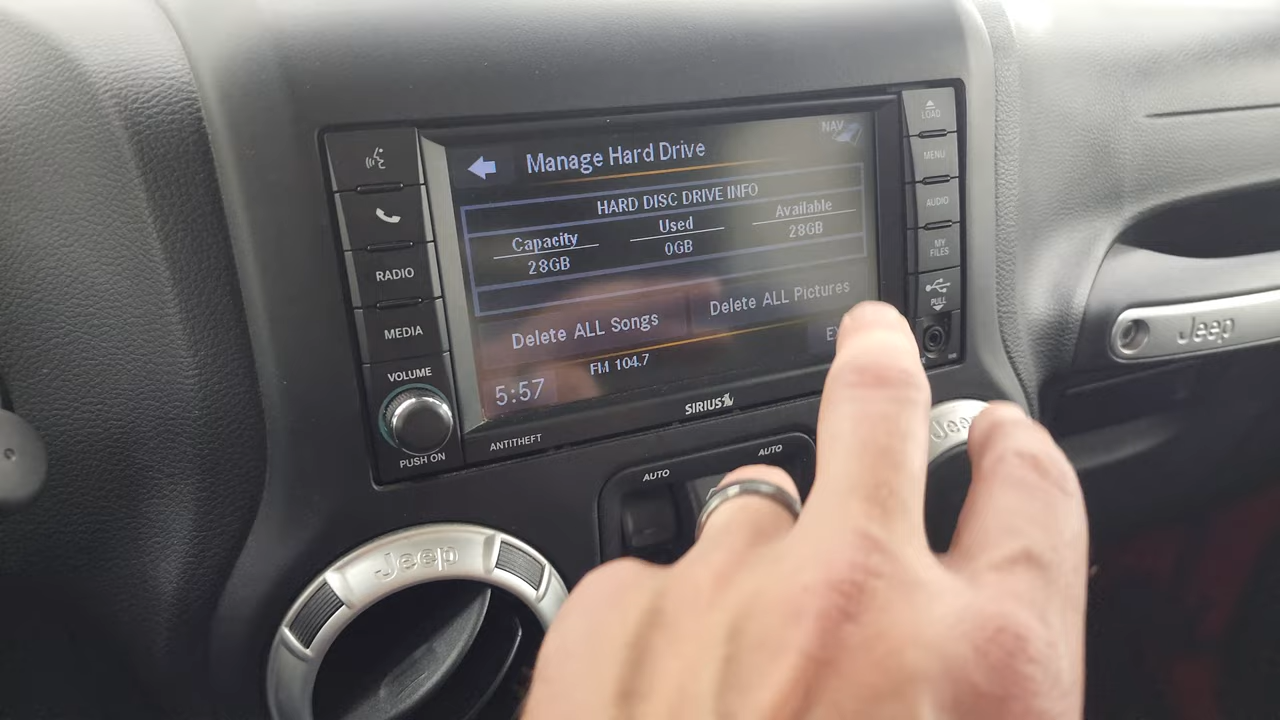 NAV
Manage Hard Drive
HARD DISC DRIVE INFO
Capacity Used Available
28GB 0GB 28GB
Delete ALL Songs Delete ALL Pictures
FM 104.7
5:57
SIRIUS
ANTITHEFT
RADIO
MEDIA
VOLUME
PUSH ON
LOAD
MENU
AUDIO
MY
FILES
PULL
AUTO AUTO
Jeep
Jeep
Jeep